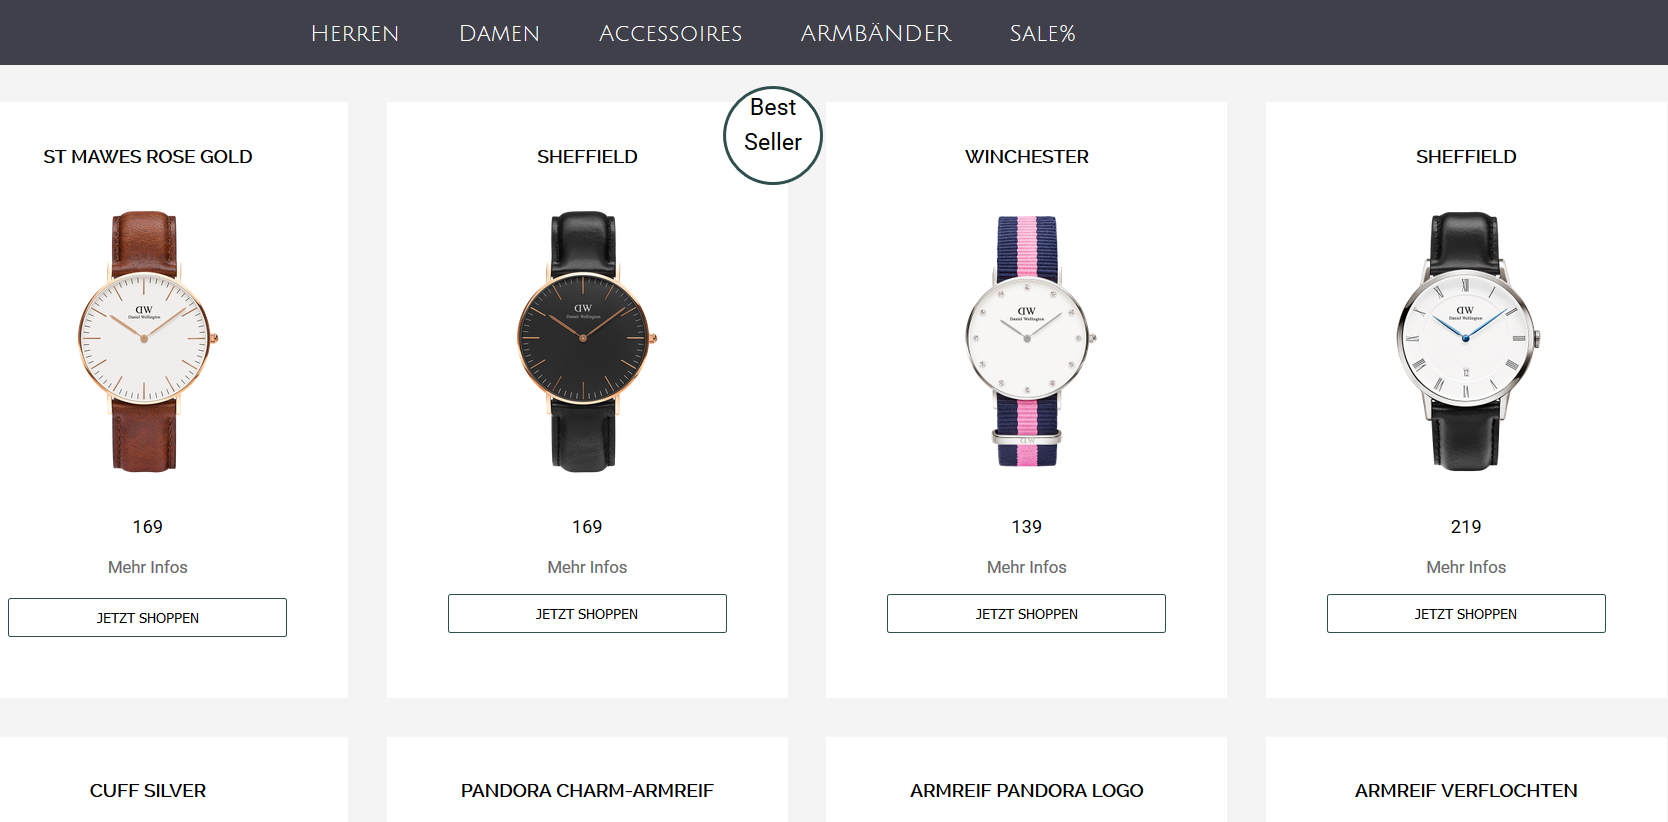 HERREN
DAMEN
ACCESSOIRES
ARMBÄNDER
SALE%
Best
Seller
ST MAWES ROSE GOLD
SHEFFIELD
WINCHESTER
SHEFFIELD
DW
Daniel Wellington
DW
Daniel Wellington
DW
Daniel Wellington
DW
Daniel Wellington
169
169
139
219
Mehr Infos
Mehr Infos
Mehr Infos
Mehr Infos
JETZT SHOPPEN
JETZT SHOPPEN
JETZT SHOPPEN
JETZT SHOPPEN
CUFF SILVER
PANDORA CHARM-ARMREIF
ARMREIF PANDORA LOGO
ARMREIF VERFLOCHTEN